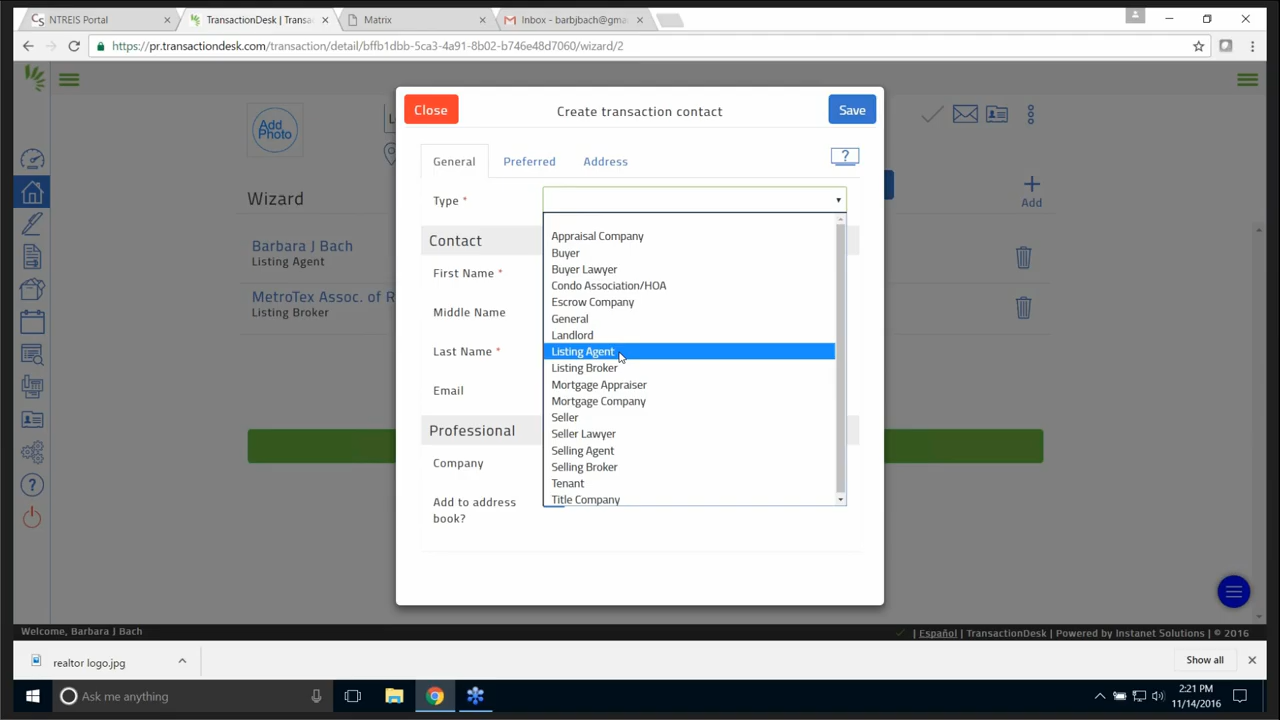 NTREIS Portal
TransactionDesk | Transa
Matrix
Inbox - barbjbach@gma
https://pr.transactiondesk.com/transaction/detail/bffb1dbb-5ca3-4a91-8b02-b746e48d7060/wizard/2
Add
Photo
L
Close
Create transaction contact
Save
General
Preferred
Address
?
Wizard
Add
Type *
Barbara J Bach
Listing Agent
MetroTex Assoc. of R
Listing Broker
Contact
First Name *
Middle Name
Last Name *
Email
Professional
Company
Add to address
book?
Appraisal Company
Buyer
Buyer Lawyer
Condo Association/HOA
Escrow Company
General
Landlord
Listing Agent
Listing Broker
Mortgage Appraiser
Mortgage Company
Seller
Seller Lawyer
Selling Agent
Selling Broker
Tenant
Title Company
Welcome, Barbara J Bach
| Español | TransactionDesk | Powered by Instanet Solutions | © 2016
realtor logo.jpg
Show all
Ask me anything
2:21 PM
11/14/2016